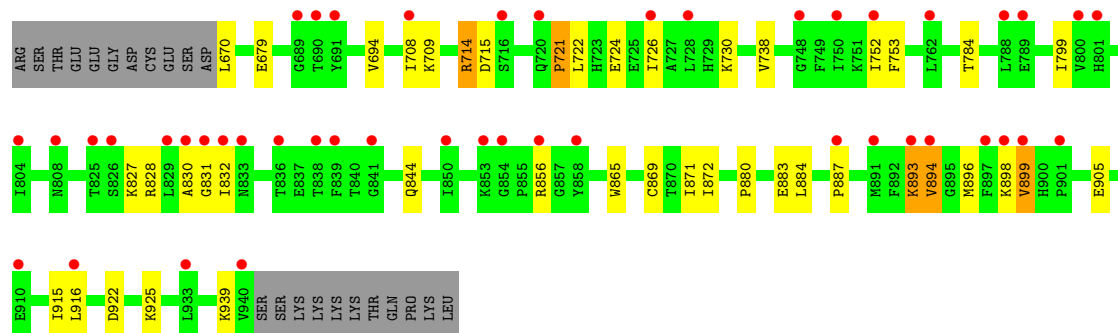 ARG SER THR GLU GLU GLY ASP CYS GLU SER ASP L670 E679 G689 T690 Y691 V694 I708 K709 R714 D715 S716 Q720 P721 L722 H723 E724 E725 I726 A727 L728 H729 K730 V738 G748 F749 I750 K751 I752 F753 L762 T784 L788 E789 I799 V800 H801
I804 N808 T825 S826 K827 R828 L829 A830 G831 I832 N833 T836 E837 T838 F839 T840 G841 Q844 I850 K853 G854 P855 R856 G857 Y858 W865 C869 T870 I871 I872 P880 E883 L884 P887 M891 F892 K893 V894 G895 M896 F897 K898 V899 H900 P901 E905
E910 I915 L916 D922 K925 L933 K939 V940 SER SER LYS LYS LYS LYS THR GLN PRO LYS LEU